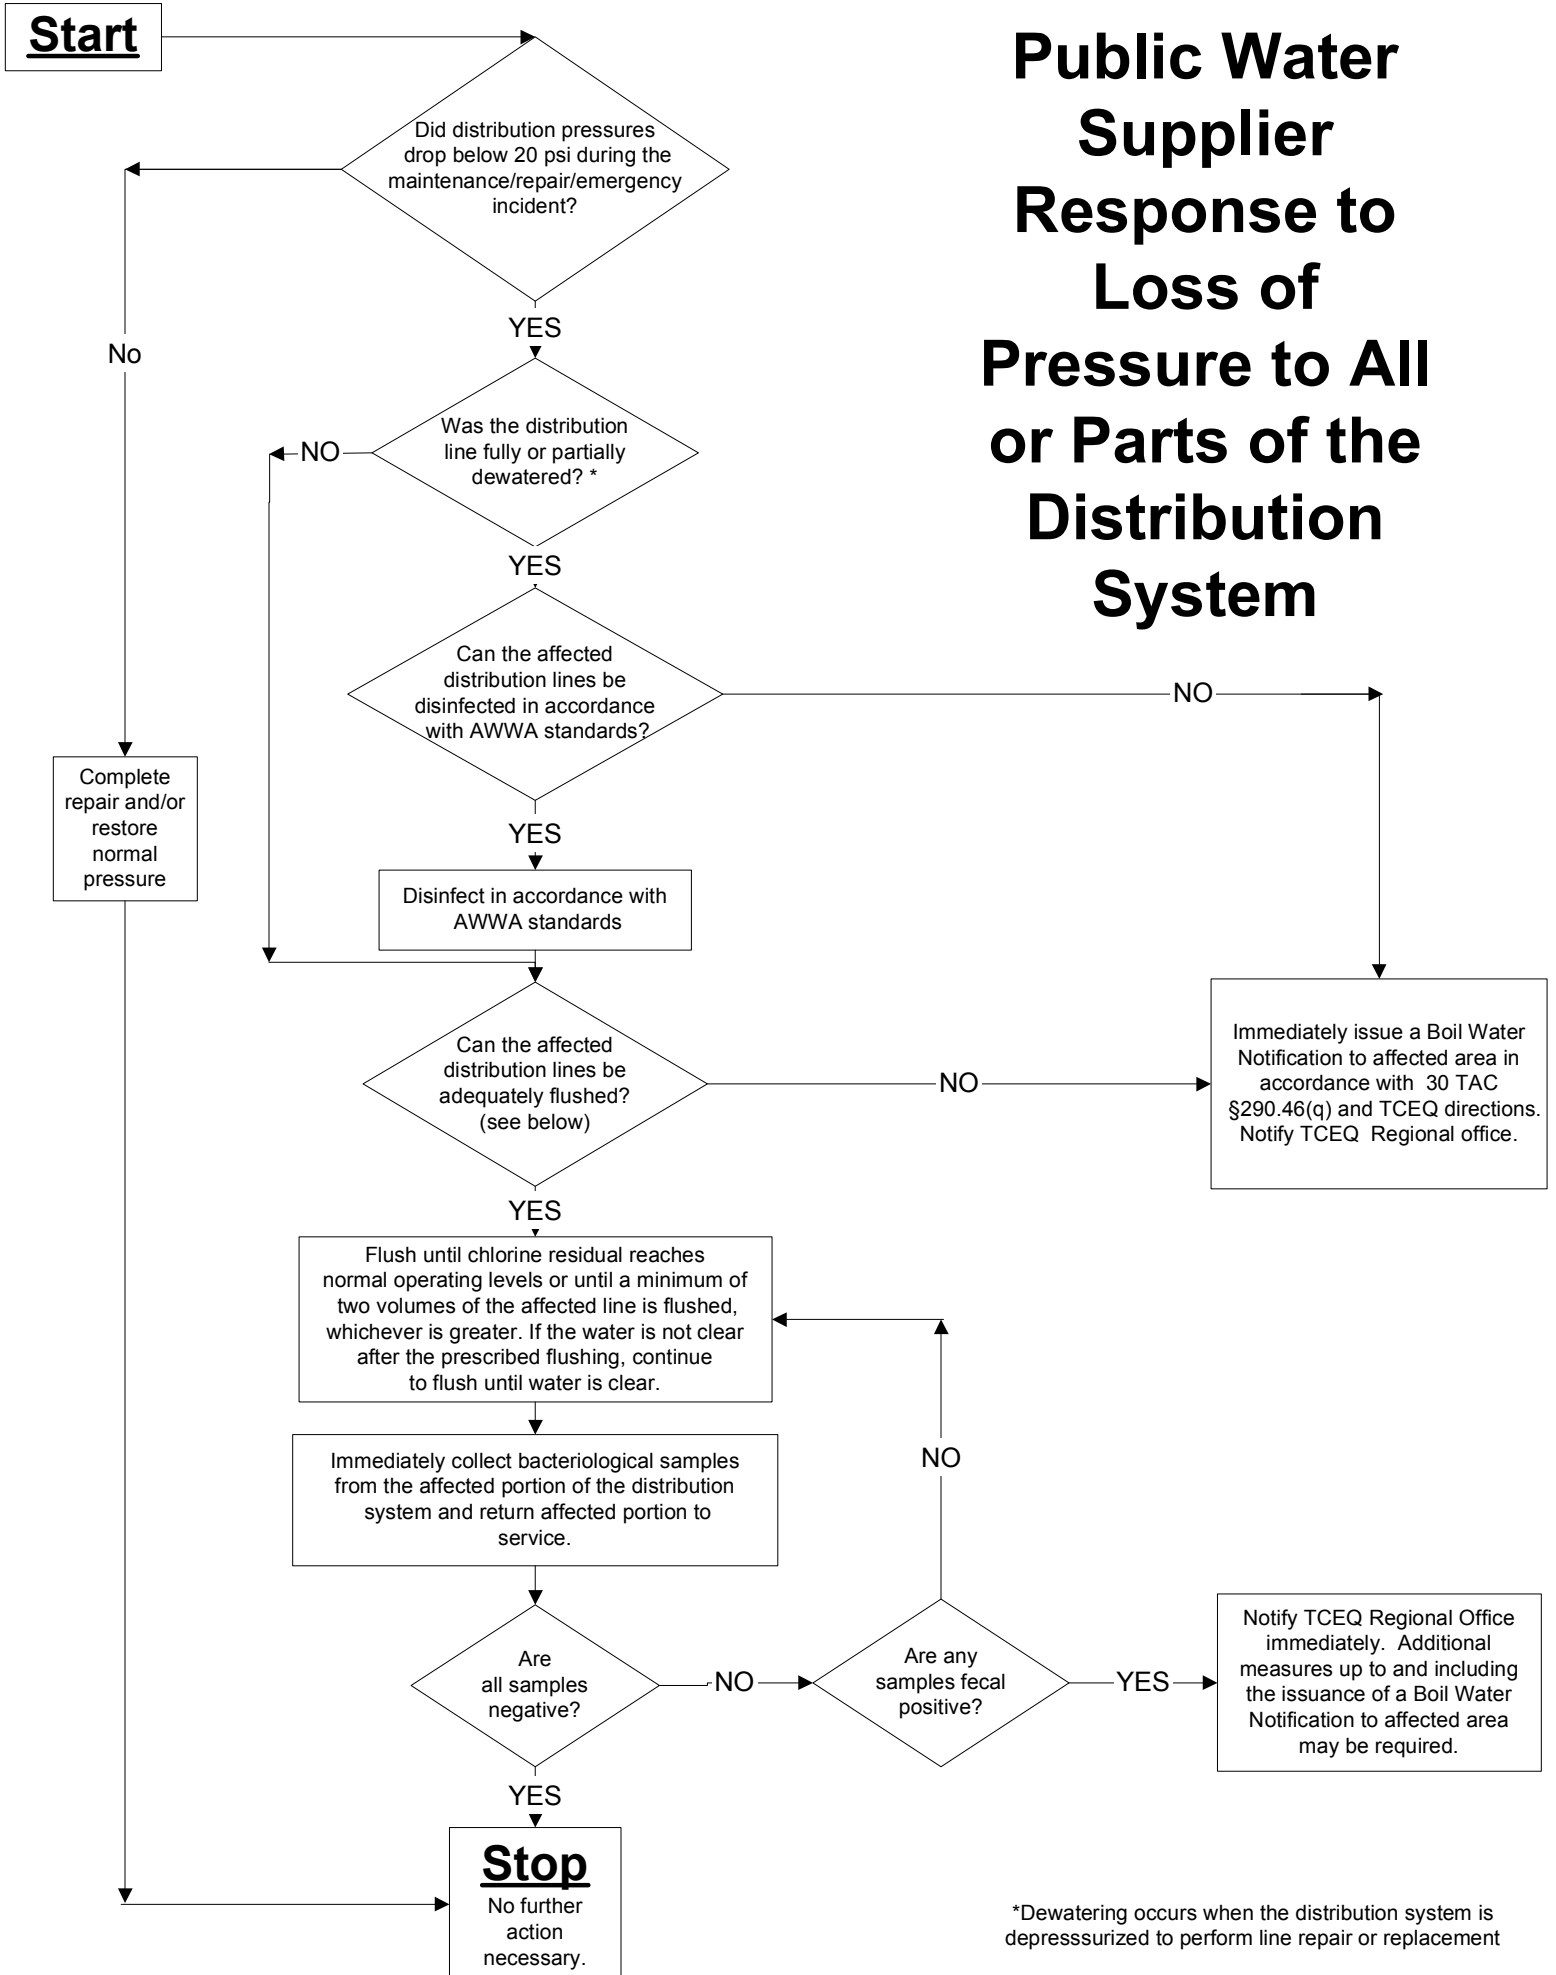 Start
Public Water
Supplier
Response to
Loss of
Pressure to All
or Parts of the
Distribution
System
Did distribution pressures
drop below 20 psi during the
maintenance/repair/emergency
incident?
YES
No
Was the distribution
line fully or partially
dewatered? *
NO
YES
Can the affected
distribution lines be
disinfected in accordance
with AWWA standards?
NO
YES
Complete
repair and/or
restore
normal
pressure
Disinfect in accordance with
AWWA standards
Can the affected
distribution lines be
adequately flushed?
(see below)
NO
Immediately issue a Boil Water
Notification to affected area in
accordance with 30 TAC
§290.46(q) and TCEQ directions.
Notify TCEQ Regional office.
YES
Flush until chlorine residual reaches
normal operating levels or until a minimum of
two volumes of the affected line is flushed,
whichever is greater. If the water is not clear
after the prescribed flushing, continue
to flush until water is clear.
Immediately collect bacteriological samples
from the affected portion of the distribution
system and return affected portion to
service.
NO
Are
all samples
negative?
NO
Are any
samples fecal
positive?
YES
Notify TCEQ Regional Office
immediately. Additional
measures up to and including
the issuance of a Boil Water
Notification to affected area
may be required.
YES
Stop
No further
action
necessary.
*Dewatering occurs when the distribution system is
depresssurized to perform line repair or replacement